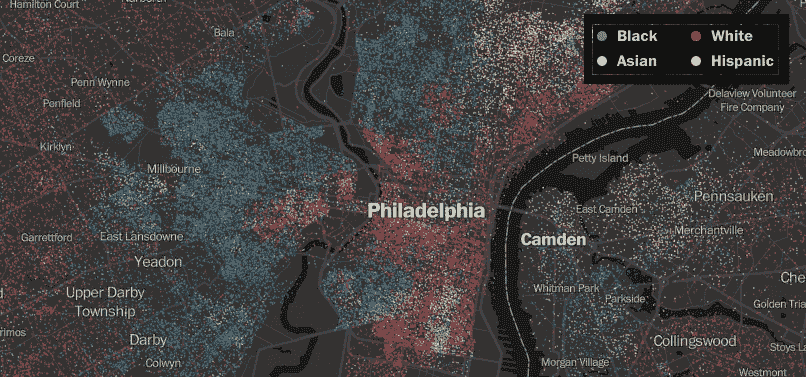 Hamilton Court
Bala
Coreze
Penn Wynne
Penfield
Kirklyn
Millbourne
Garrettford
East Lansdowne
Yeadon
Upper Darby
Township
Darby
Colwyn
Philadelphia
Camden
Black
White
Asian
Hispanic
Delaview Volunteer
Fire Company
Petty Island
Meadowbro
Pennsauken
East Camden
Merchantville
Whitman Park
Parkside
Che
Golden Tria
Collingswood
Stoys La
Morgan Village
Westmont